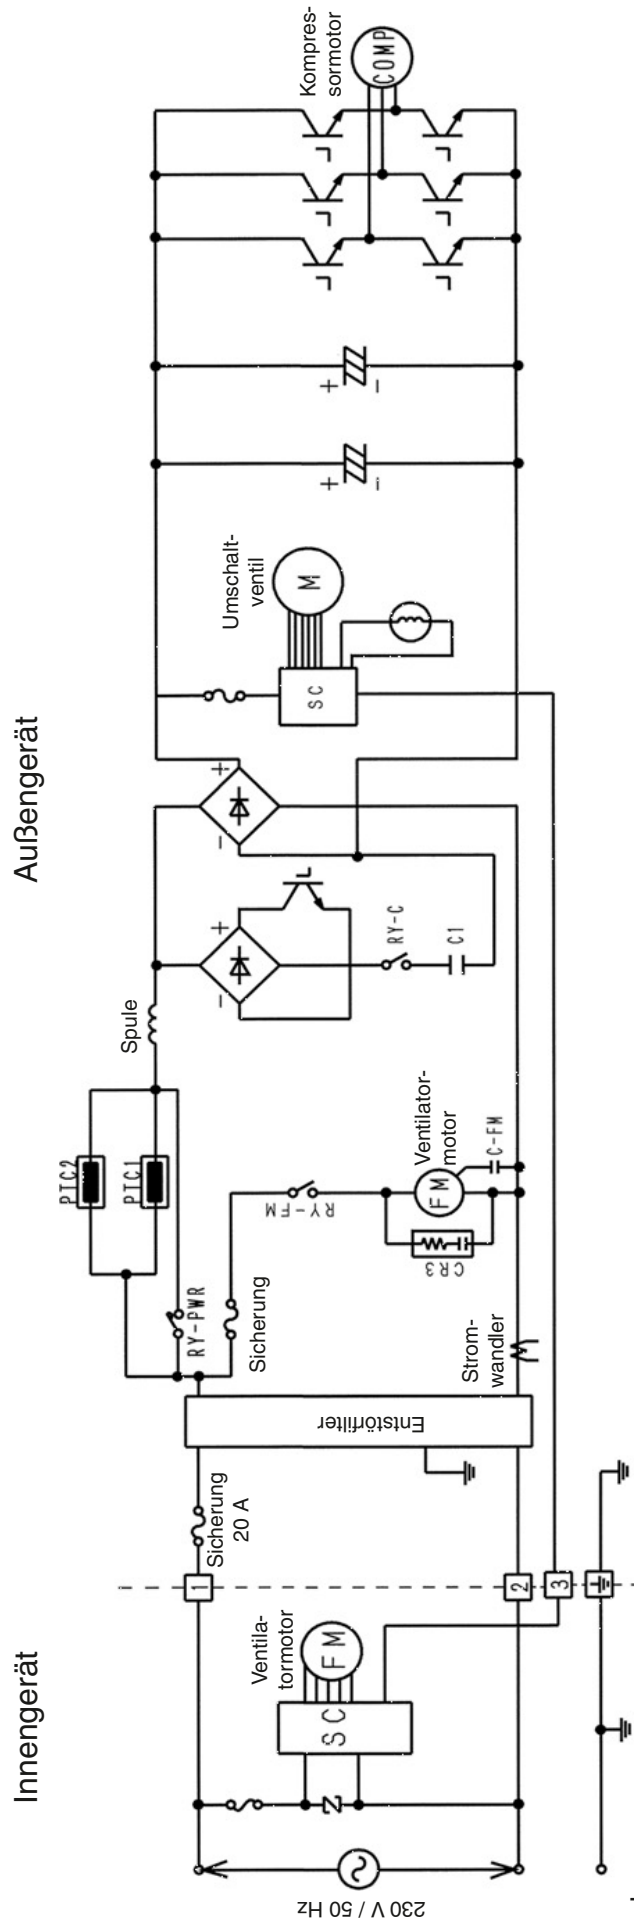 Innengerät
Außengerät
230 V / 50 Hz
SC
FM
Ventila-
tormotor
1
2
3
Sicherung
20 A
Entstörfilter
Strom-
wandler
Sicherung
RY-PWR
PTC2
PTC1
Spule
RY-FM
CR3
FM
Ventilator-
motor
C-FM
- +
RY-C
C1
- +
SC
M
Umschalt-
ventil
+
-
+
-
Kompres-
sormotor
COMP